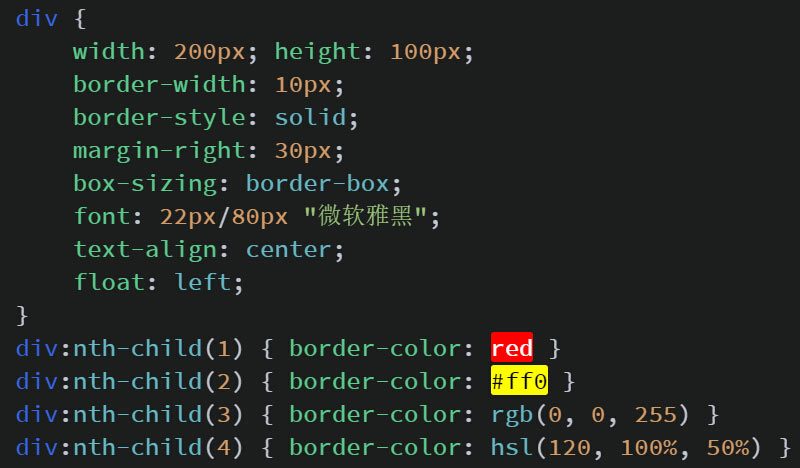 div {
    width: 200px; height: 100px;
    border-width: 10px;
    border-style: solid;
    margin-right: 30px;
    box-sizing: border-box;
    font: 22px/80px "微软雅黑";
    text-align: center;
    float: left;
}
div:nth-child(1) { border-color: red }
div:nth-child(2) { border-color: #ff0 }
div:nth-child(3) { border-color: rgb(0, 0, 255) }
div:nth-child(4) { border-color: hsl(120, 100%, 50%) }